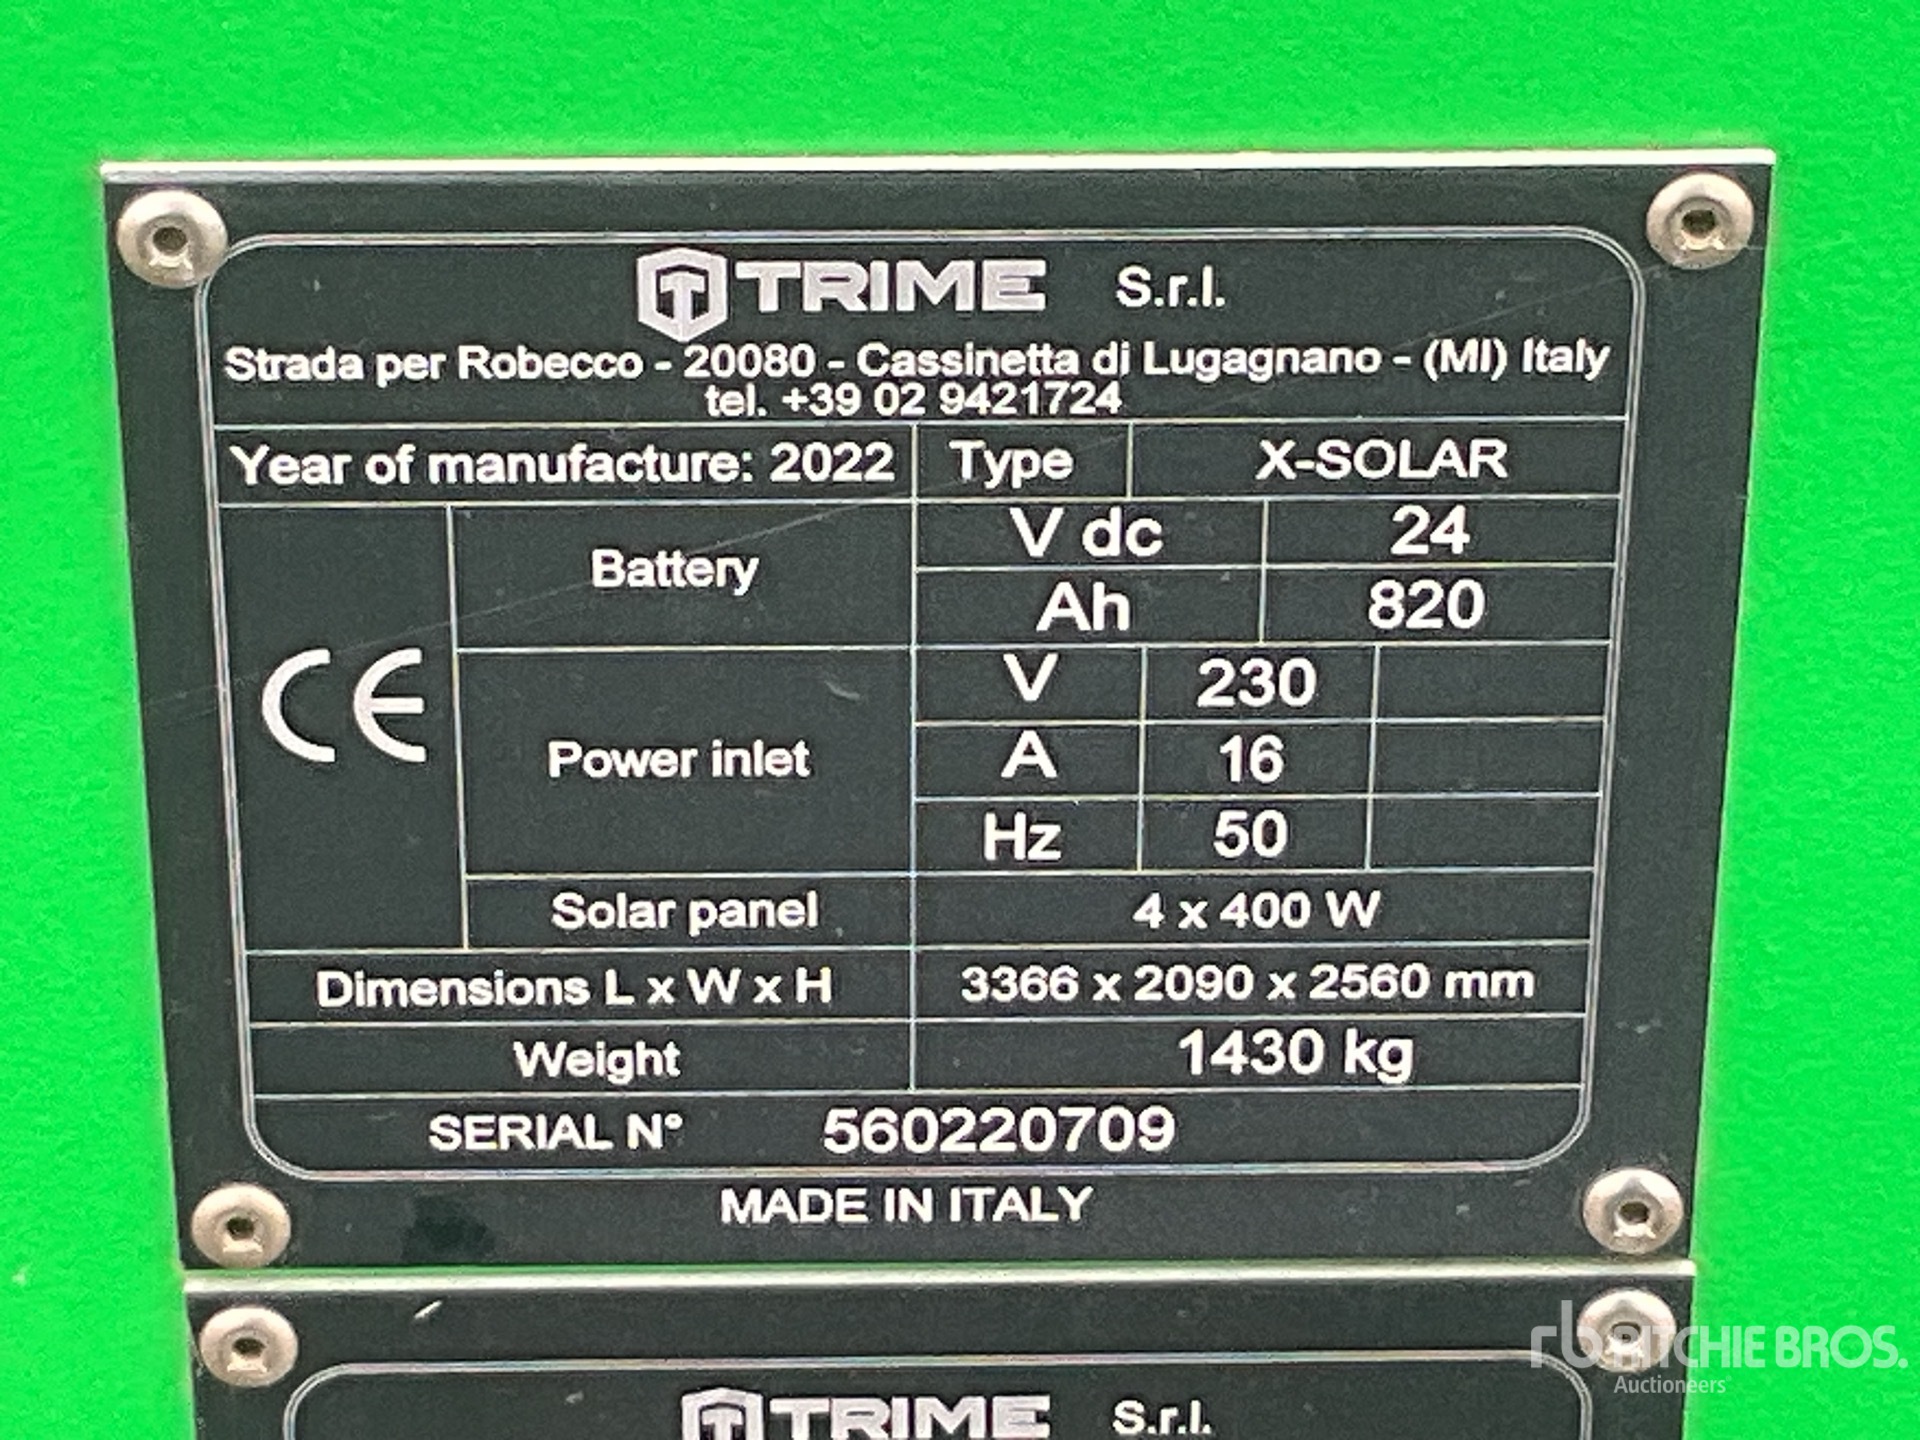 TRIME S.r.l.
Strada per Robecco - 20080 - Cassinetta di Lugagnano - (MI) Italy
tel. +39 02 9421724
Year of manufacture: 2022 Type X-SOLAR
CE
Battery
V dc 24
Ah 820
Power inlet
V 230
A 16
Hz 50
Solar panel 4 x 400 W
Dimensions L x W x H 3366 x 2090 x 2560 mm
Weight 1430 kg
SERIAL N° 560220709
MADE IN ITALY
TRIME S.r.l.
rb RITCHIE BROS.
Auctioneers